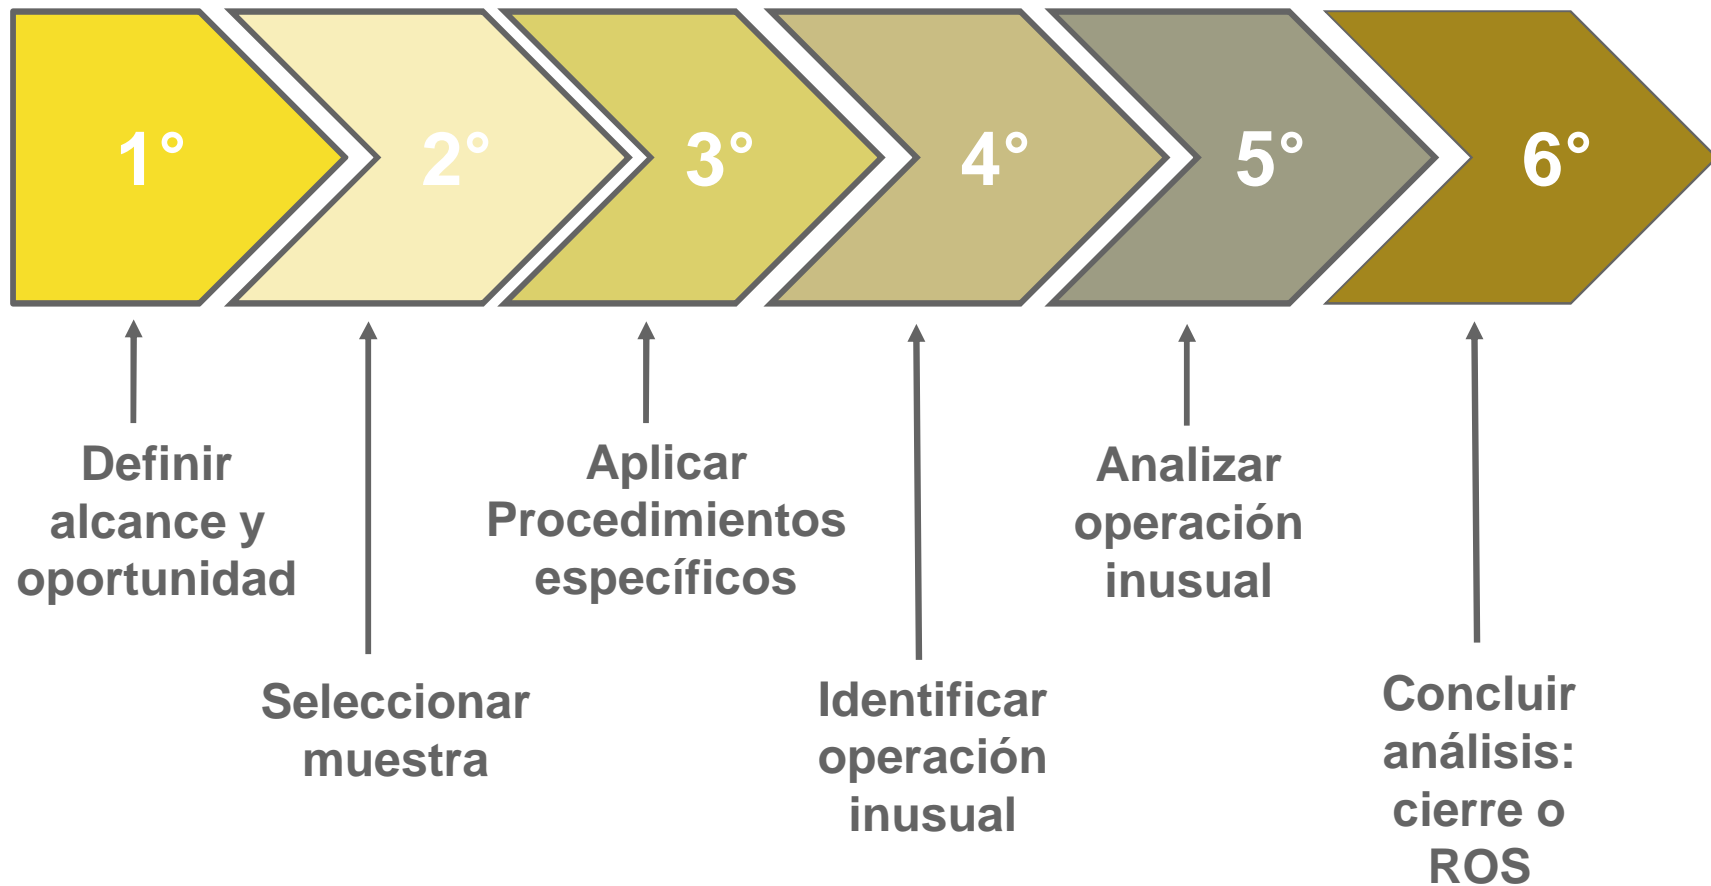 1°
2°
3°
4°
5°
6°
Definir
alcance y
oportunidad
Seleccionar
muestra
Aplicar
Procedimientos
específicos
Identificar
operación
inusual
Analizar
operación
inusual
Concluir
análisis:
cierre o
ROS